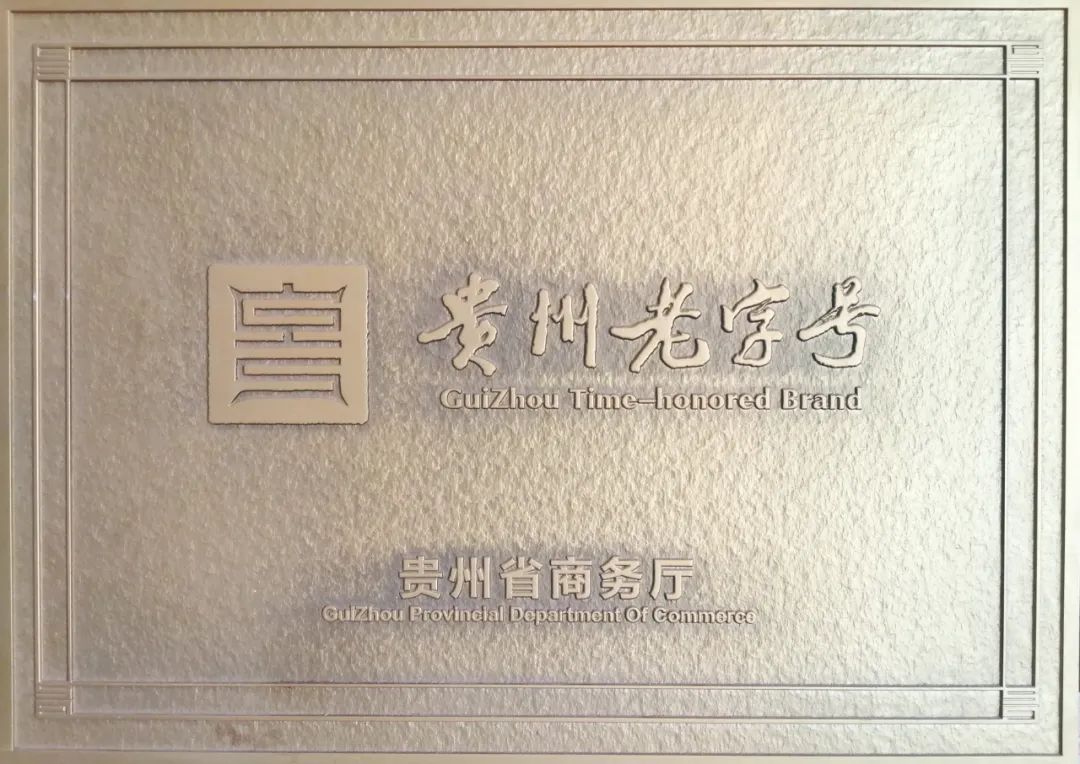 贵州老字号
GuiZhou Time-honored Brand
贵州省商务厅
GuiZhou Provincial Department Of Commerce